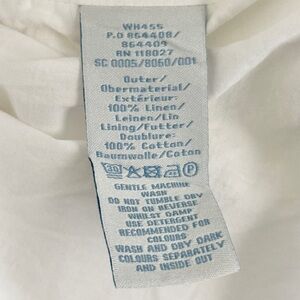 WH455
P.O 864408/
864409
RN 118027
SC 0005/8060/001
Outer/
Obermaterial/
Extérieur:
100% Linen/
Leinen/Lin
Lining/Futter/
Doublure:
100% Cotton/
Baumwolle/Coton
30
GENTLE MACHINE
WASH
DO NOT TUMBLE DRY
IRON ON REVERSE
WHILST DAMP
USE DETERGENT
RECOMMENDED FOR
COLOURS
WASH AND DRY DARK
COLOURS SEPARATELY
AND INSIDE OUT